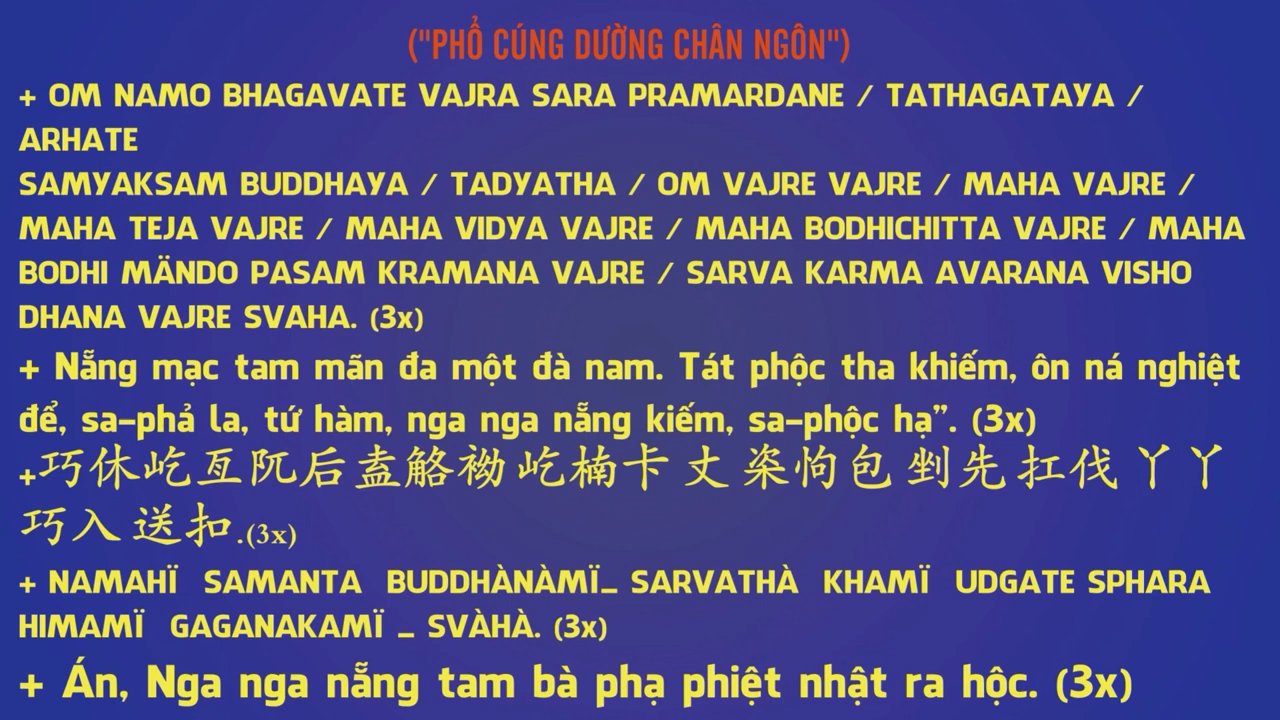 ("PHỔ CÚNG DƯỜNG CHÂN NGÔN")
+ OM NAMO BHAGAVATE VAJRA SARA PRAMARDANE / TATHAGATAYA /
ARHATE
SAMYAKSAM BUDDHAYA / TADYATHA / OM VAJRE VAJRE / MAHA VAJRE /
MAHA TEJA VAJRE / MAHA VIDYA VAJRE / MAHA BODHICHITTA VAJRE / MAHA
BODHI MÄNDO PASAM KRAMANA VAJRE / SARVA KARMA AVARANA VISHO
DHANA VAJRE SVAHA. (3x)
+ Nẵng mạc tam mãn đa một đà nam. Tát phộc tha khiếm, ôn ná nghiệt
để, sa-phả la, tứ hàm, nga nga nẵng kiếm, sa-phộc hạ”. (3x)
+巧休屹亙阢后盍觡袎屹楠卡丈 楶怐包 剉先扛伐丫丫
巧入送扣.(3x)
+ NAMAHÏ SAMANTA BUDDHÀNÀMÏ_ SARVATHÀ KHAMÏ UDGATE SPHARA
HIMAMÏ GAGANAKAMÏ _ SVÀHÀ. (3x)
+ Án, Nga nga nẵng tam bà phạ phiệt nhật ra hộc. (3x)